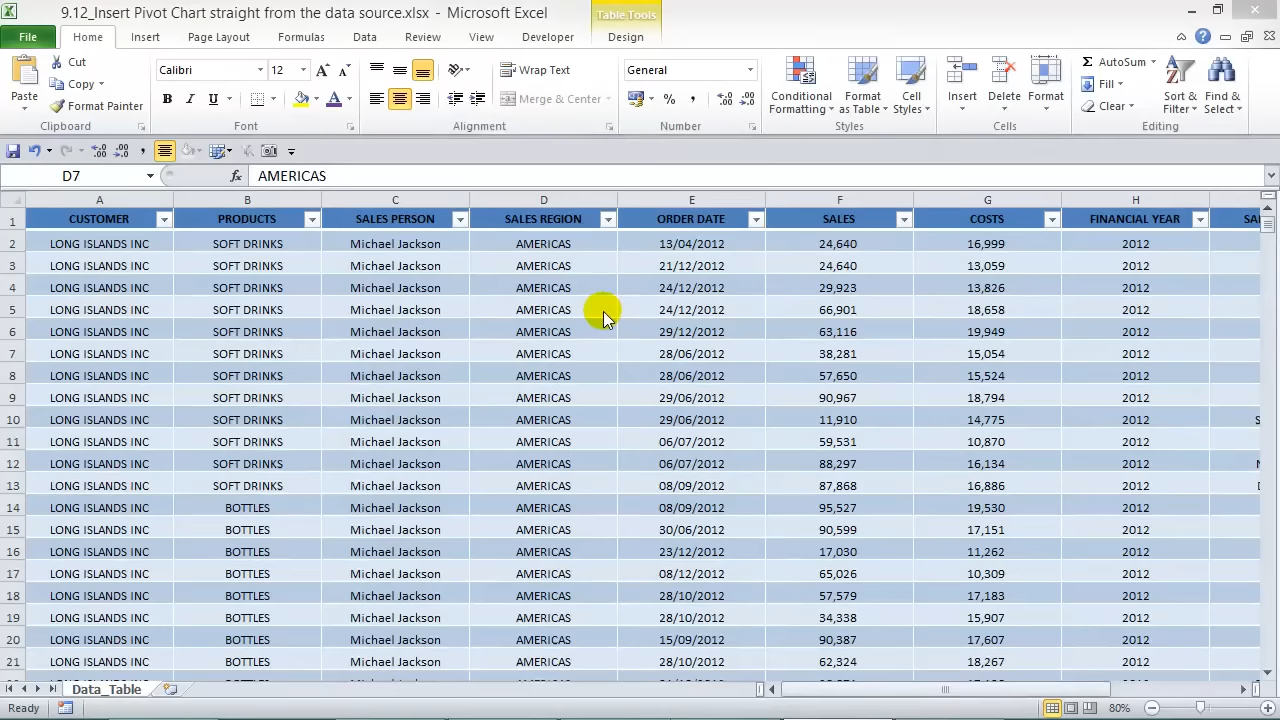 9.12_Insert Pivot Chart straight from the data source.xlsx - Microsoft Excel
Table Tools
File Home Insert Page Layout Formulas Data Review View Developer Design
Paste
Cut
Copy
Format Painter
Clipboard
Calibri 12
B I U A
Font
Wrap Text
Merge & Center
Alignment
General
% ,
Number
Conditional Formatting
Format as Table
Cell Styles
Styles
Insert
Delete
Format
Cells
Σ AutoSum
Fill
Clear
Sort & Filter
Find & Select
Editing
D7 fx AMERICAS
A B C D E F G H
1 CUSTOMER PRODUCTS SALES PERSON SALES REGION ORDER DATE SALES COSTS FINANCIAL YEAR
2 LONG ISLANDS INC SOFT DRINKS Michael Jackson AMERICAS 13/04/2012 24,640 16,999 2012
3 LONG ISLANDS INC SOFT DRINKS Michael Jackson AMERICAS 21/12/2012 24,640 13,059 2012
4 LONG ISLANDS INC SOFT DRINKS Michael Jackson AMERICAS 24/12/2012 29,923 13,826 2012
5 LONG ISLANDS INC SOFT DRINKS Michael Jackson AMERICAS 24/12/2012 66,901 18,658 2012
6 LONG ISLANDS INC SOFT DRINKS Michael Jackson AMERICAS 29/12/2012 63,116 19,949 2012
7 LONG ISLANDS INC SOFT DRINKS Michael Jackson AMERICAS 28/06/2012 38,281 15,054 2012
8 LONG ISLANDS INC SOFT DRINKS Michael Jackson AMERICAS 28/06/2012 57,650 15,524 2012
9 LONG ISLANDS INC SOFT DRINKS Michael Jackson AMERICAS 29/06/2012 90,967 18,794 2012
10 LONG ISLANDS INC SOFT DRINKS Michael Jackson AMERICAS 29/06/2012 11,910 14,775 2012
11 LONG ISLANDS INC SOFT DRINKS Michael Jackson AMERICAS 06/07/2012 59,531 10,870 2012
12 LONG ISLANDS INC SOFT DRINKS Michael Jackson AMERICAS 06/07/2012 88,297 16,134 2012
13 LONG ISLANDS INC SOFT DRINKS Michael Jackson AMERICAS 08/09/2012 87,868 16,886 2012
14 LONG ISLANDS INC BOTTLES Michael Jackson AMERICAS 08/09/2012 95,527 19,530 2012
15 LONG ISLANDS INC BOTTLES Michael Jackson AMERICAS 30/06/2012 90,599 17,151 2012
16 LONG ISLANDS INC BOTTLES Michael Jackson AMERICAS 23/12/2012 17,030 11,262 2012
17 LONG ISLANDS INC BOTTLES Michael Jackson AMERICAS 08/12/2012 65,026 10,309 2012
18 LONG ISLANDS INC BOTTLES Michael Jackson AMERICAS 28/10/2012 57,579 17,183 2012
19 LONG ISLANDS INC BOTTLES Michael Jackson AMERICAS 28/10/2012 34,338 15,907 2012
20 LONG ISLANDS INC BOTTLES Michael Jackson AMERICAS 15/09/2012 90,387 17,607 2012
21 LONG ISLANDS INC BOTTLES Michael Jackson AMERICAS 28/10/2012 62,324 18,267 2012
Data_Table
Ready 80%